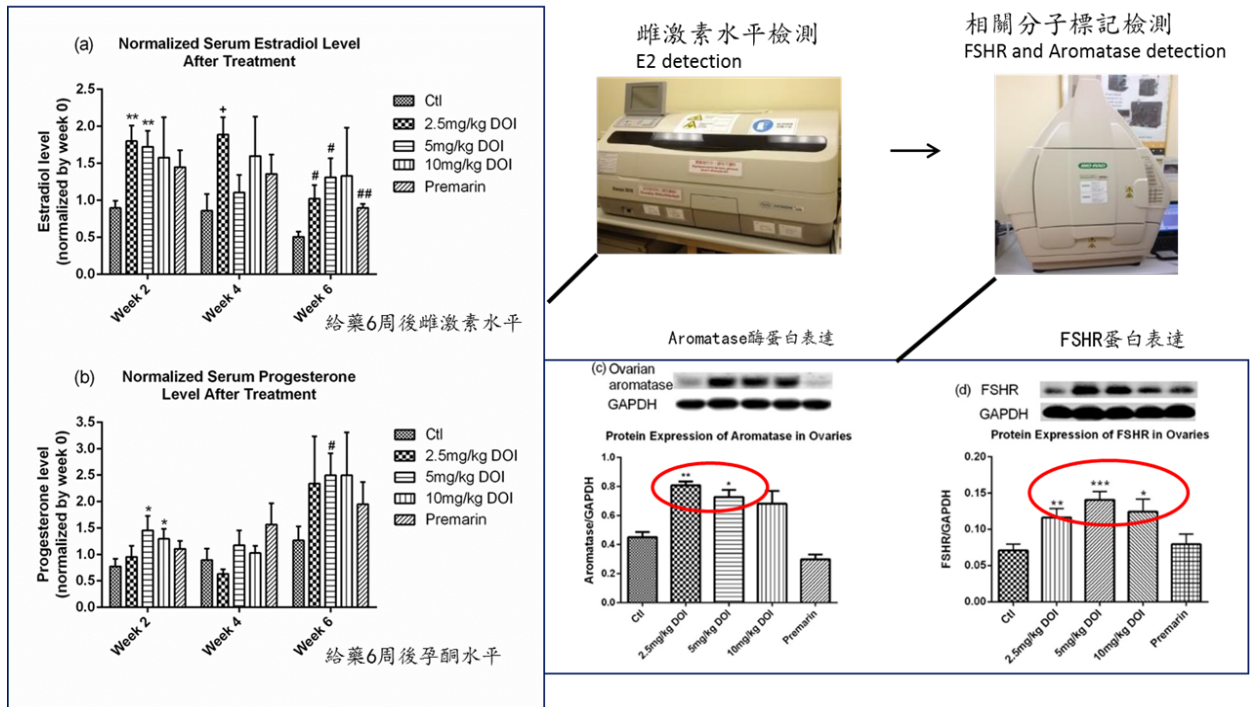 (a) Normalized Serum Estradiol Level
After Treatment
Estradiol level
(normalized by week 0)
2.5
2.0
1.5
1.0
0.5
0.0
** ** + # # ##
Ctl
2.5mg/kg DOI
5mg/kg DOI
10mg/kg DOI
Premarin
Week 2 Week 4 Week 6
給藥6周後雌激素水平
(b) Normalized Serum Progesterone
Level After Treatment
Progesterone level
(normalized by week 0)
3.5
3.0
2.5
2.0
1.5
1.0
0.5
0.0
* * #
Ctl
2.5mg/kg DOI
5mg/kg DOI
10mg/kg DOI
Premarin
Week 2 Week 4 Week 6
給藥6周後孕酮水平
雌激素水平檢測
E2 detection
相關分子標記檢測
FSHR and Aromatase detection
BIO-RAD
Aromatase酶蛋白表達
(c) Ovarian
aromatase
GAPDH
Protein Expression of Aromatase in Ovaries
Aromatase/GAPDH
1.0
0.8
0.6
0.4
0.2
0.0
** *
Ctl 2.5mg/kg DOI 5mg/kg DOI 10mg/kg DOI Premarin
FSHR蛋白表達
(d) FSHR
GAPDH
Protein Expression of FSHR in Ovaries
FSHR/GAPDH
0.20
0.15
0.10
0.05
0.00
** *** *
Ctl 2.5mg/kg DOI 5mg/kg DOI 10mg/kg DOI Premarin